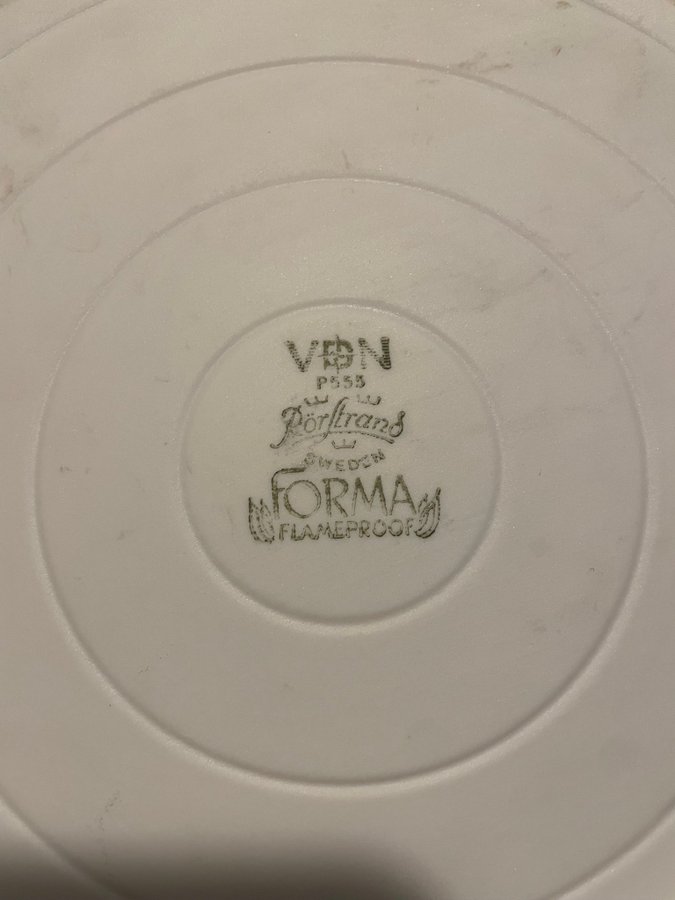 VDN
P555
Rörstrand
SWEDEN
FORMA
FLAMEPROOF